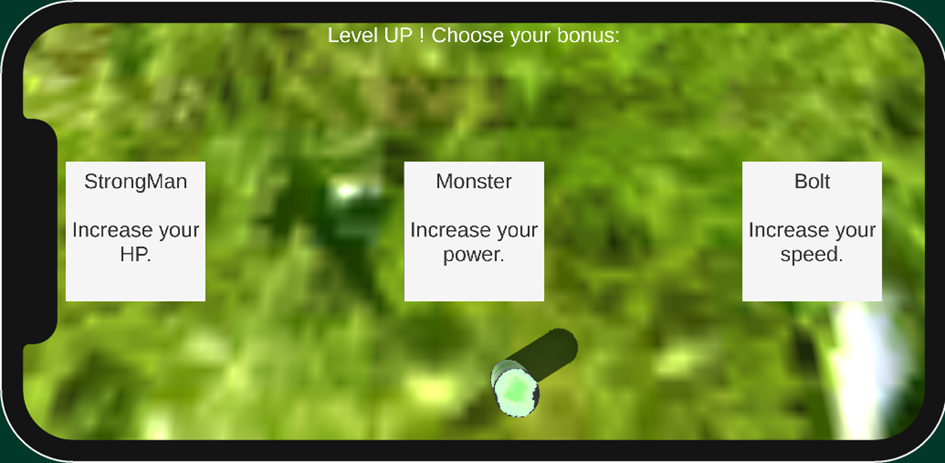 Level UP ! Choose your bonus:
StrongMan
Increase your
HP.
Monster
Increase your
power.
Bolt
Increase your
speed.